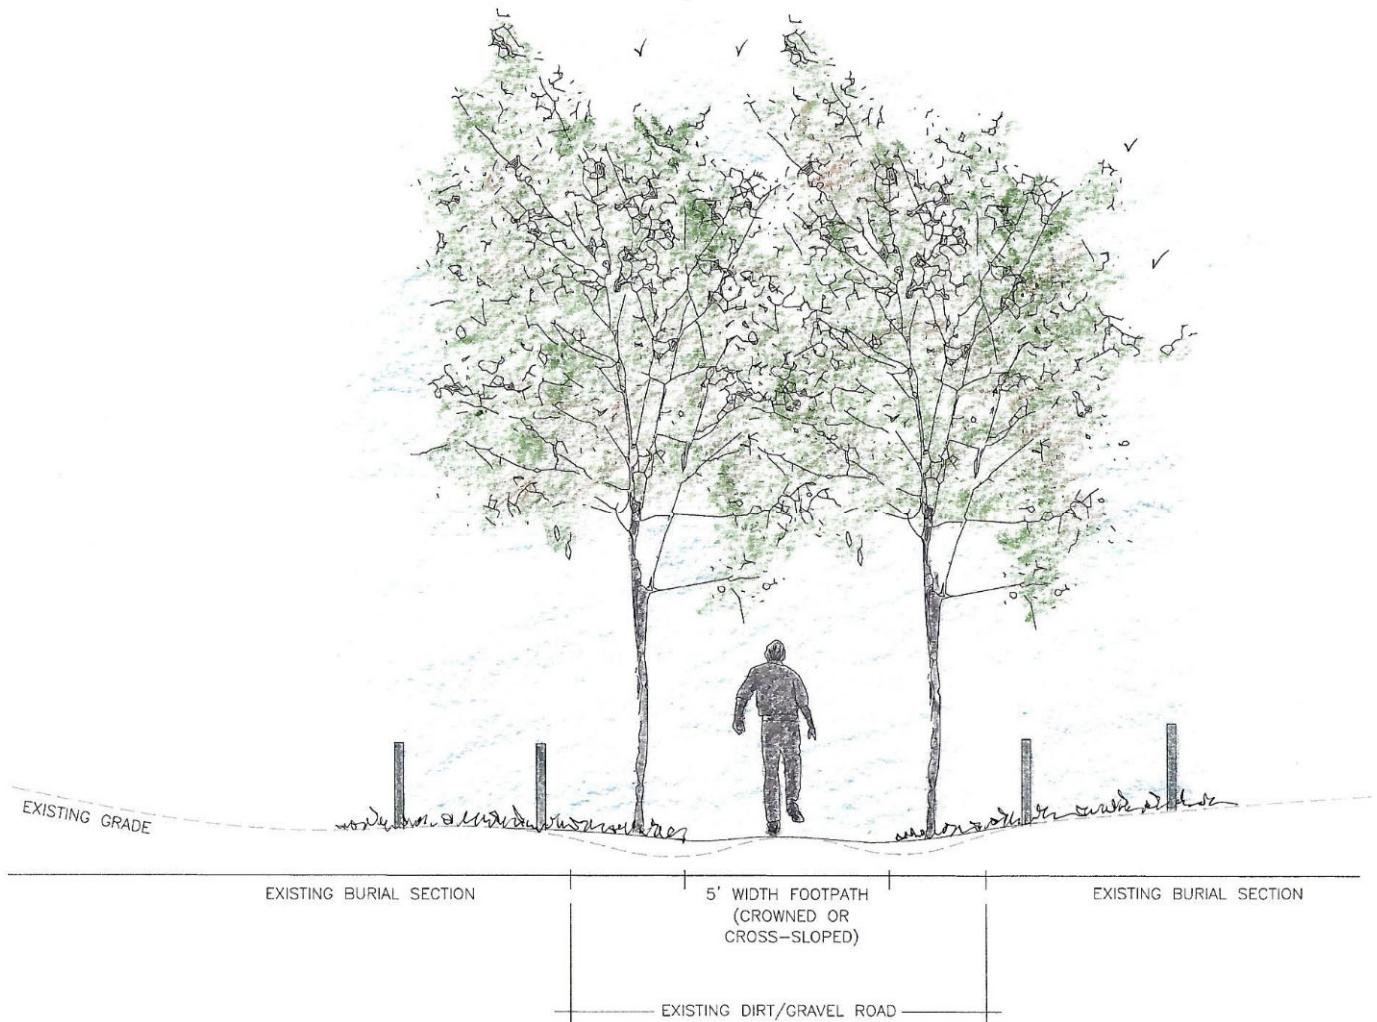 EXISTING GRADE
EXISTING BURIAL SECTION
5' WIDTH FOOTPATH
(CROWNED OR
CROSS-SLOPED)
EXISTING BURIAL SECTION
EXISTING DIRT/GRAVEL ROAD